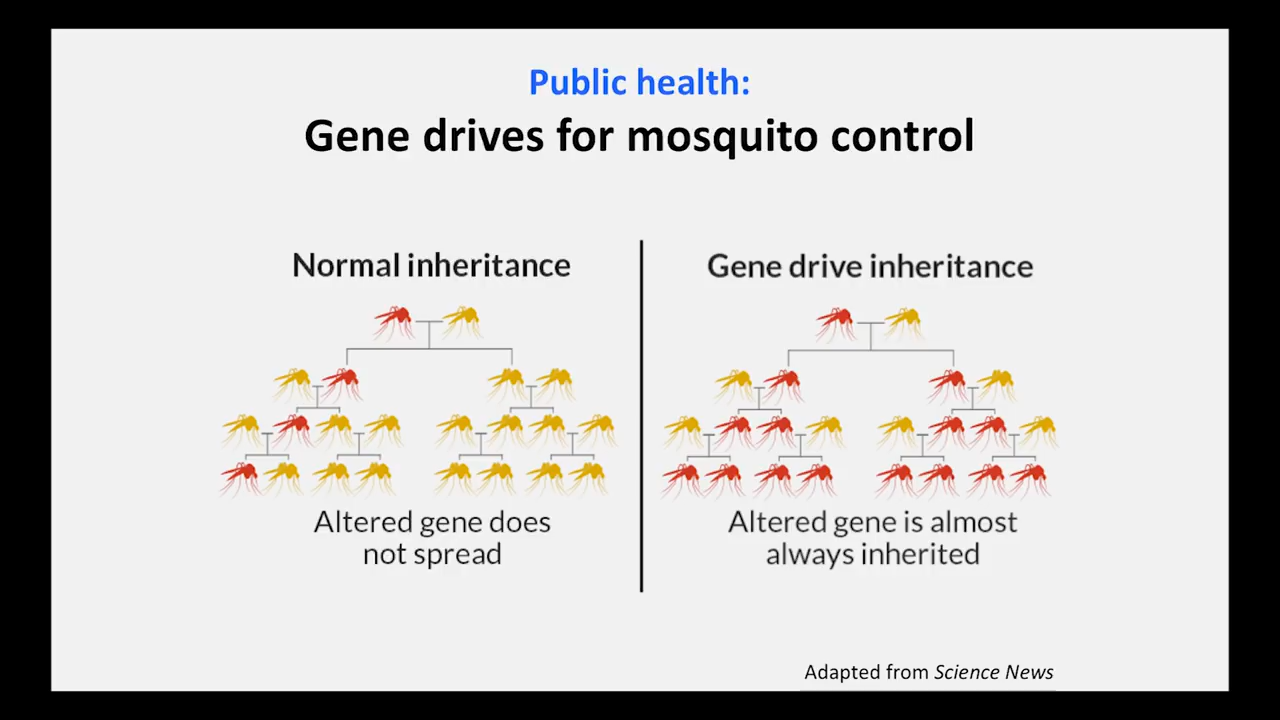 Public health:
Gene drives for mosquito control
Normal inheritance
Altered gene does
not spread
Gene drive inheritance
Altered gene is almost
always inherited
Adapted from Science News